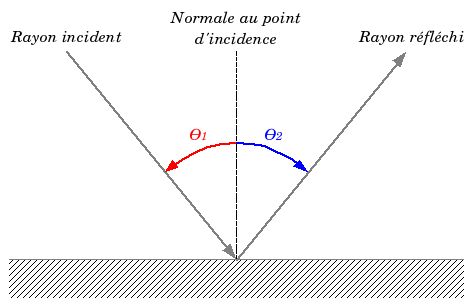 Normale au point
d'incidence
Rayon incident
Rayon réfléchi
Θ1
Θ2